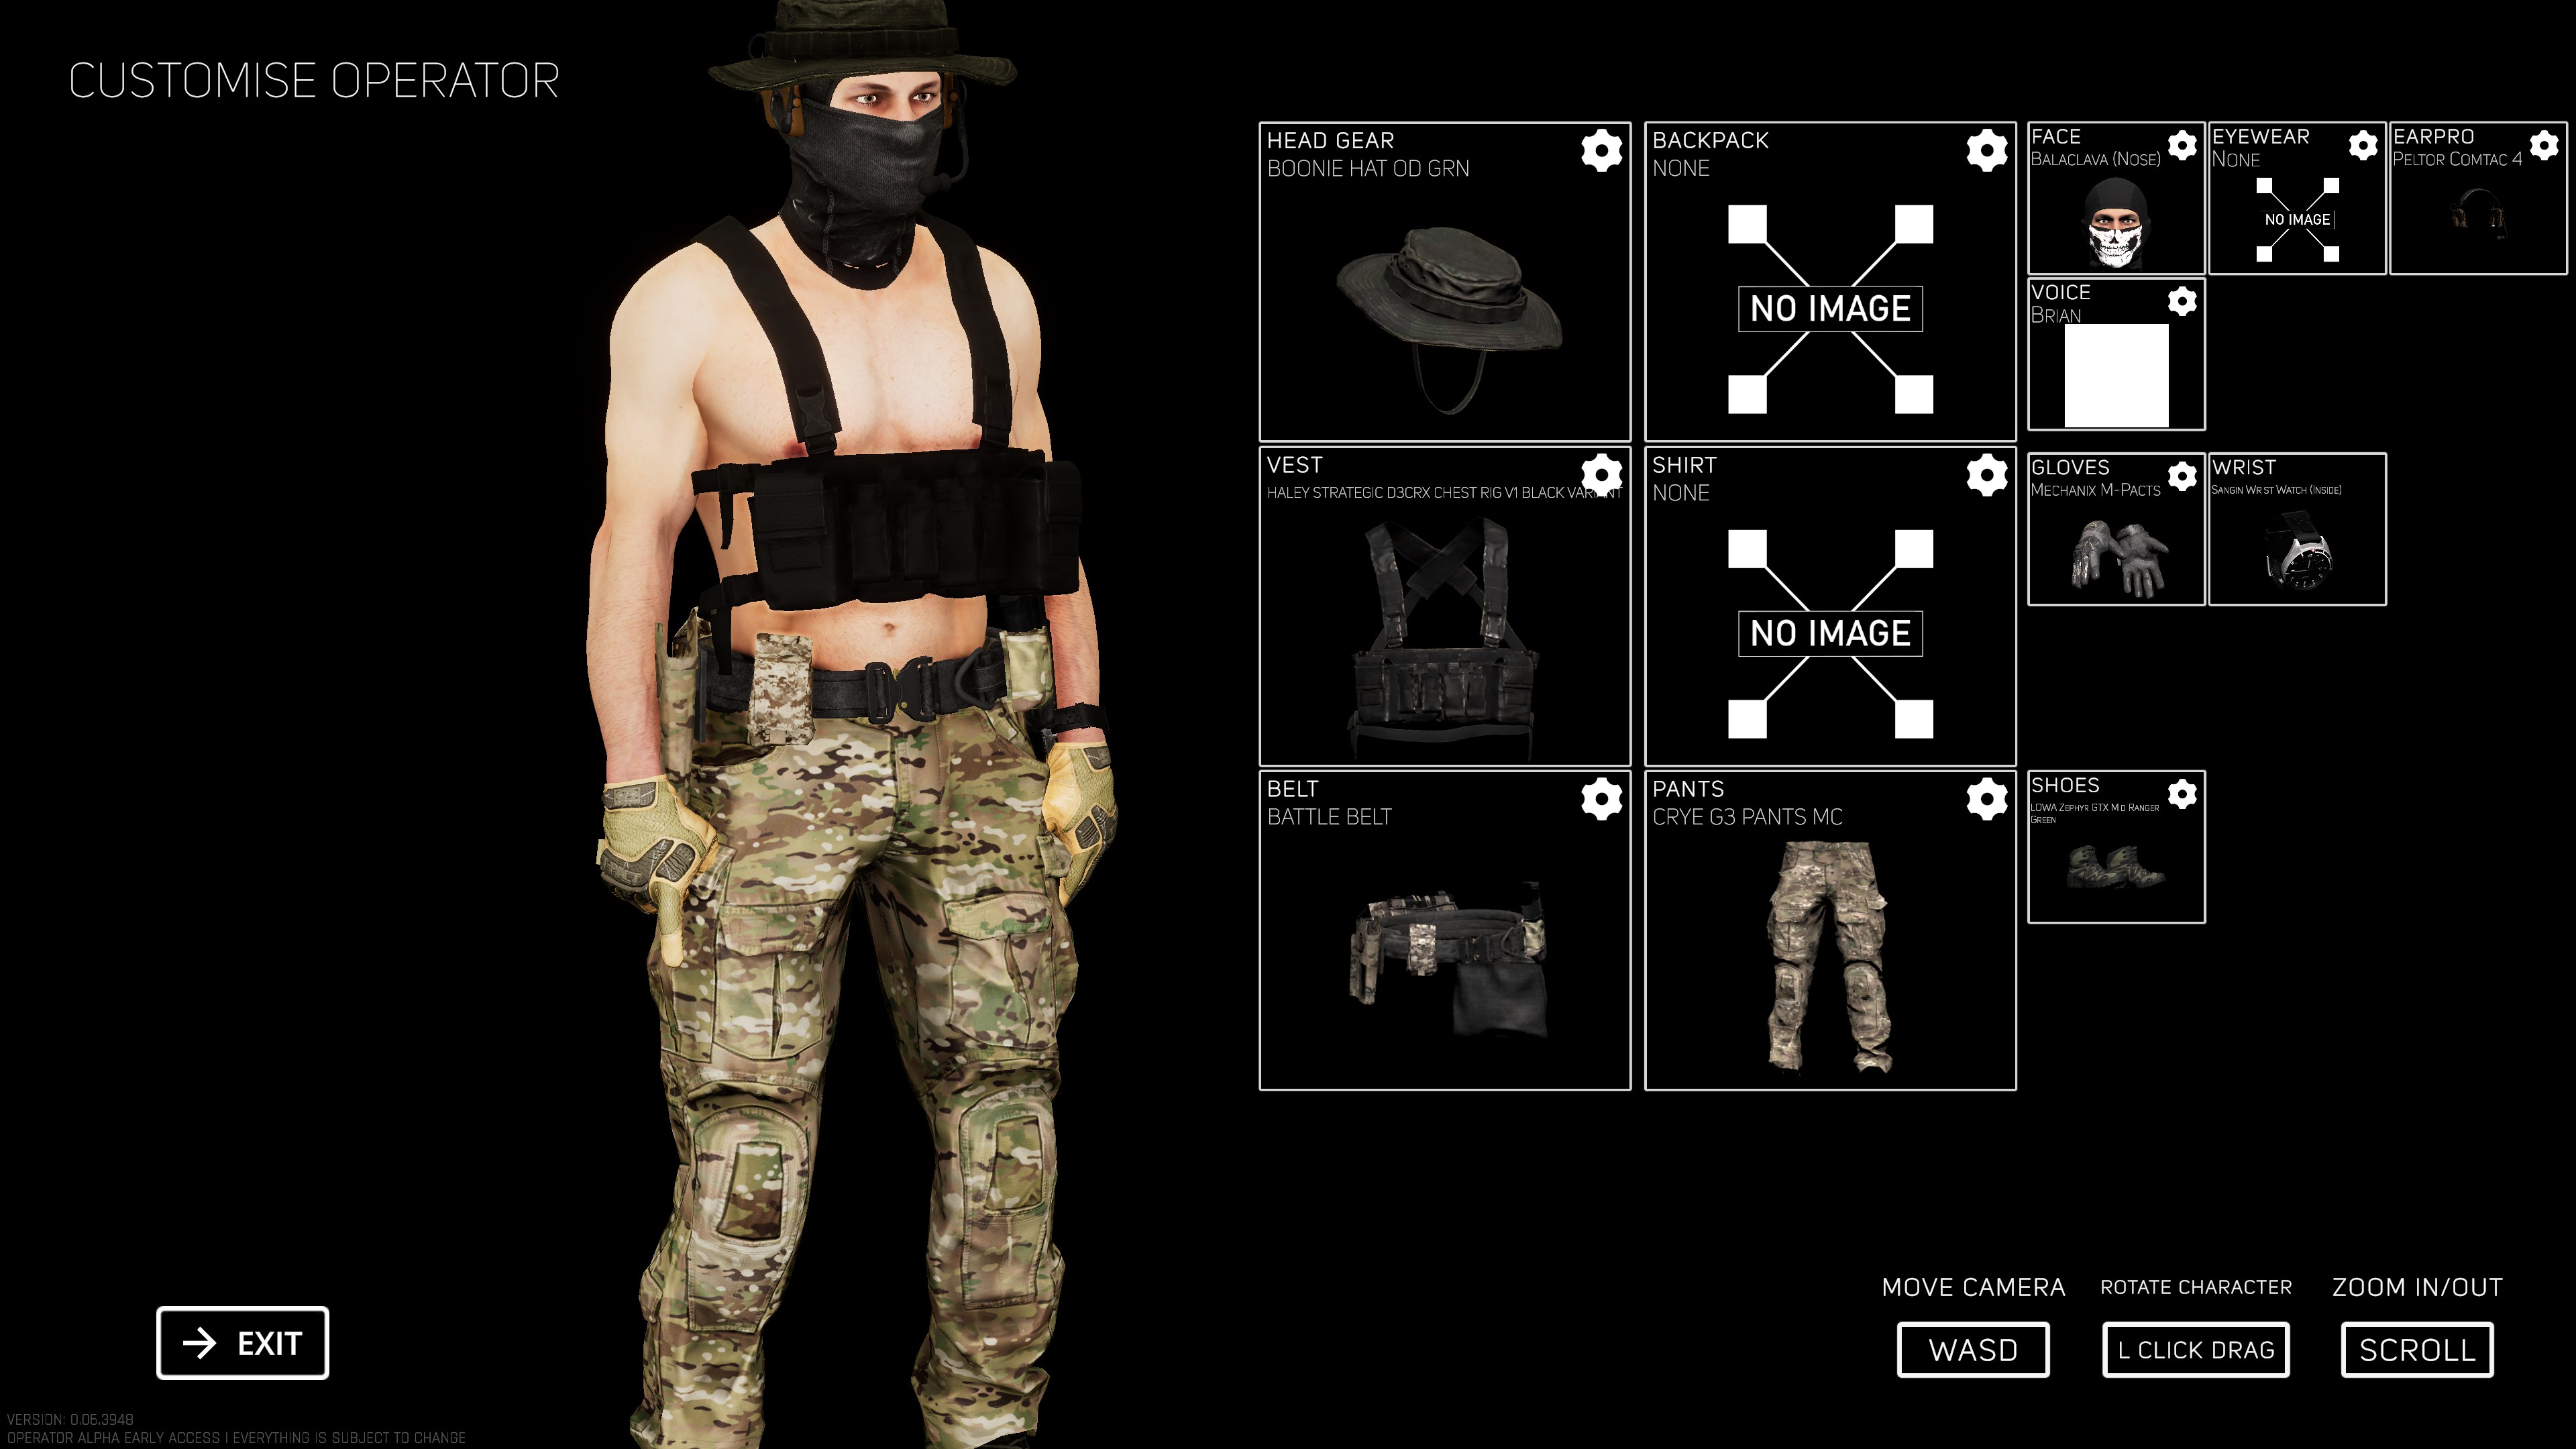 CUSTOMISE OPERATOR
HEAD GEAR
BOONIE HAT OD GRN
BACKPACK
NONE
NO IMAGE
FACE
BALACLAVA (NOSE)
EYEWEAR
NONE
NO IMAGE
EARPRO
PELTOR COMTAC 4
VOICE
BRIAN
VEST
HALEY STRATEGIC D3CRX CHEST RIG V1 BLACK VARIANT
SHIRT
NONE
NO IMAGE
GLOVES
MECHANIX M-PACTS
WRIST
SANGIN WRIST WATCH (INSIDE)
BELT
BATTLE BELT
PANTS
CRYE G3 PANTS MC
SHOES
LOWA ZEPHYR GTX MID RANGER
GREEN
MOVE CAMERA
ROTATE CHARACTER
ZOOM IN/OUT
WASD
L CLICK DRAG
SCROLL
EXIT
VERSION: 0.06.3948
OPERATOR ALPHA EARLY ACCESS | EVERYTHING IS SUBJECT TO CHANGE